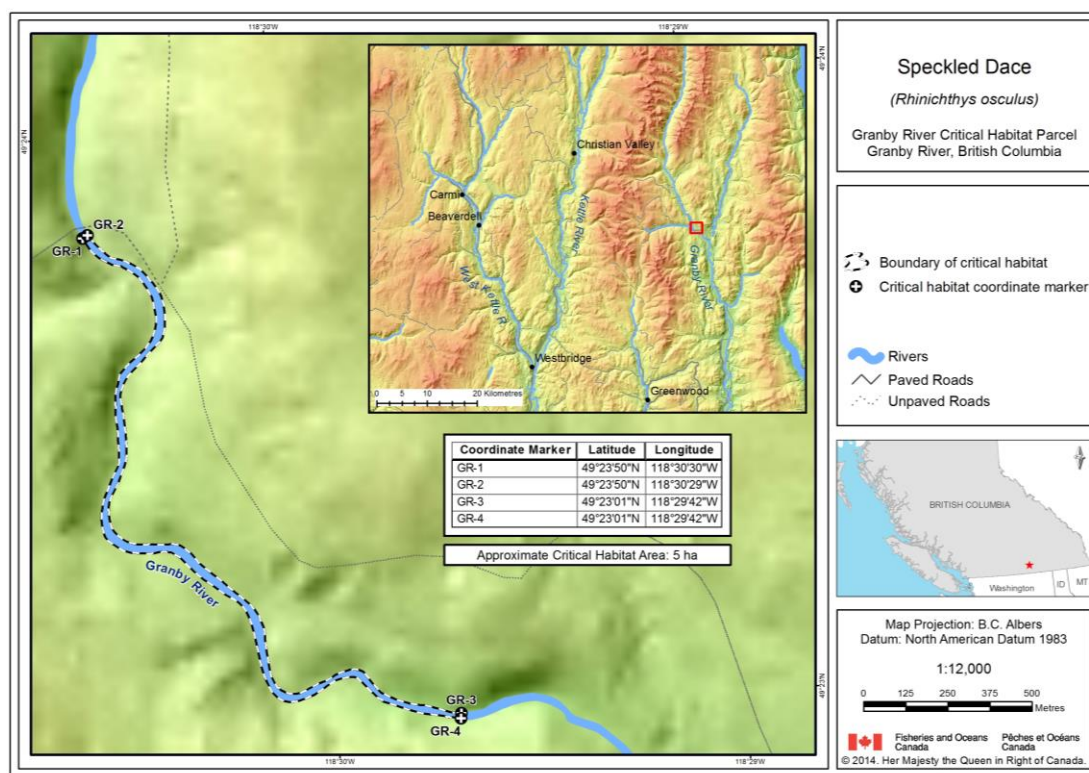 118°30'W
118°29'W
49°24'N
49°24'N
GR-2
GR-1
Granby River
GR-3
GR-4
49°23'N
118°30'W
118°29'W
Christian Valley
Carmi
Beaverdell
Kettle River
West Kettle R.
Granby River
Westbridge
Greenwood
0 5 10 20 Kilometres
Coordinate Marker Latitude Longitude
GR-1 49°23'50"N 118°30'30"W
GR-2 49°23'50"N 118°30'29"W
GR-3 49°23'01"N 118°29'42"W
GR-4 49°23'01"N 118°29'42"W
Approximate Critical Habitat Area: 5 ha
Speckled Dace
(Rhinichthys osculus)
Granby River Critical Habitat Parcel
Granby River, British Columbia
Boundary of critical habitat
Critical habitat coordinate marker
Rivers
Paved Roads
Unpaved Roads
BRITISH COLUMBIA
Washington
ID
MT
Map Projection: B.C. Albers
Datum: North American Datum 1983
1:12,000
0 125 250 375 500
Metres
Fisheries and Oceans Canada
Pêches et Océans Canada
© 2014. Her Majesty the Queen in Right of Canada.